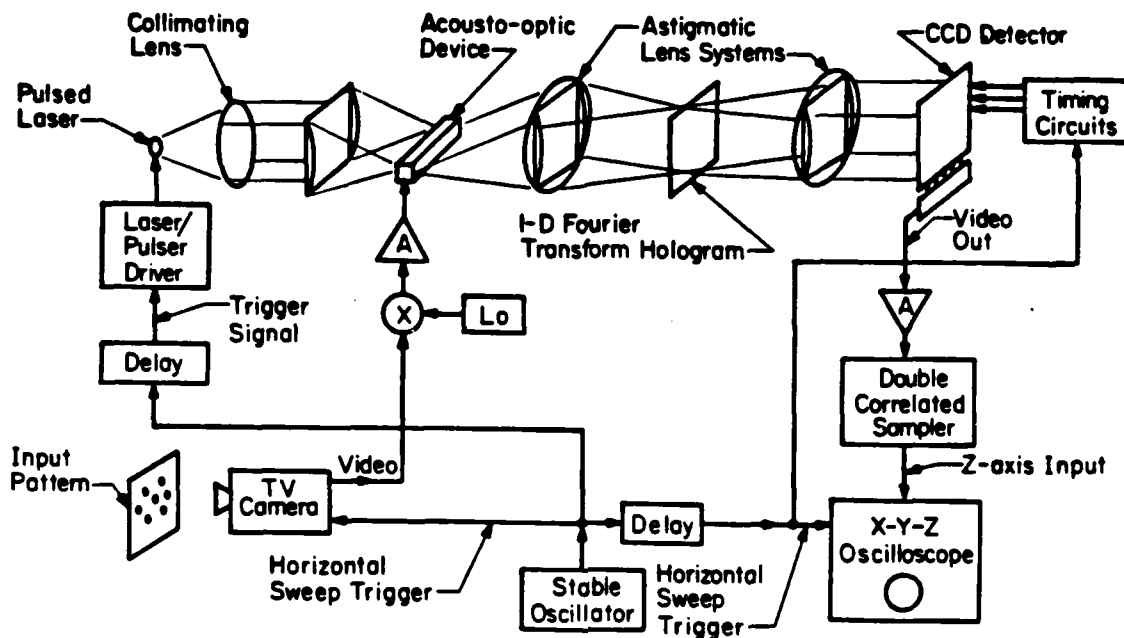 Collimating
Lens
Acousto-optic
Device
Astigmatic
Lens Systems
CCD Detector
Pulsed
Laser
Timing
Circuits
Laser/
Pulser
Driver
A
1-D Fourier
Transform Hologram
Video
Out
Trigger
Signal
X
Lo
A
Delay
Double
Correlated
Sampler
Input
Pattern
Video
Z-axis Input
TV
Camera
Delay
X-Y-Z
Oscilloscope
Horizontal
Sweep Trigger
Stable
Oscillator
Horizontal
Sweep
Trigger